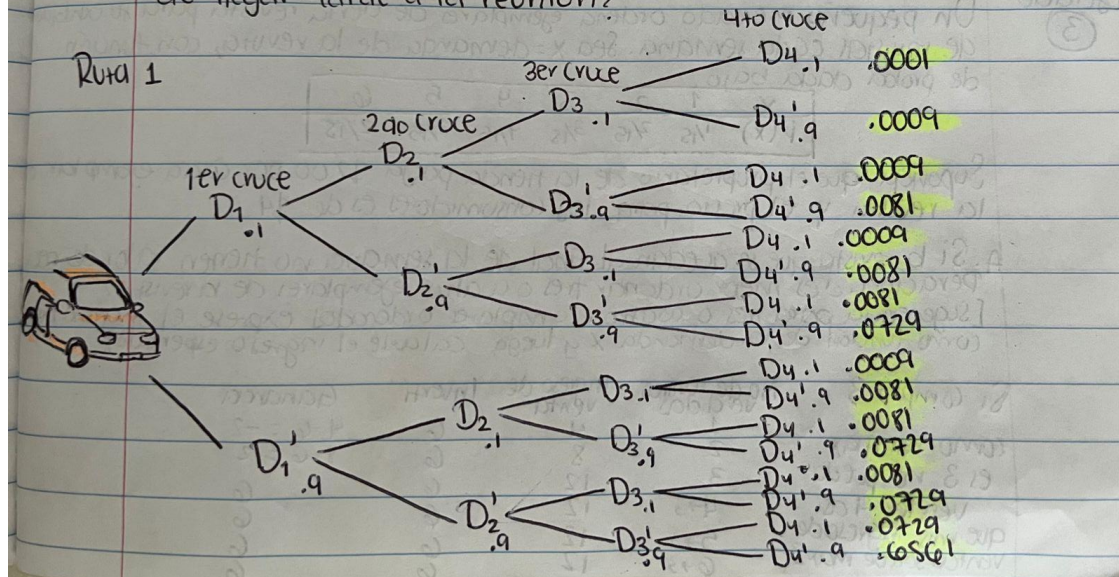 lleguen tarde a la reunión?
Ruta 1
1er cruce
2do cruce
3er cruce
4to cruce
D1 .1
D2 .1
D3 .1
D4 .1 .0001
D4' .9 .0009
D3' .9
D4 .1 .0009
D4' .9 .0081
D2' .9
D3 .1
D4 .1 .0009
D4' .9 .0081
D3' .9
D4 .1 .0081
D4' .9 .0729
D1' .9
D2 .1
D3 .1
D4 .1 .0009
D4' .9 .0081
D3' .9
D4 .1 .0081
D4' .9 .0729
D2' .9
D3 .1
D4 .1 .0081
D4' .9 .0729
D3' .9
D4 .1 .0729
D4' .9 .6561